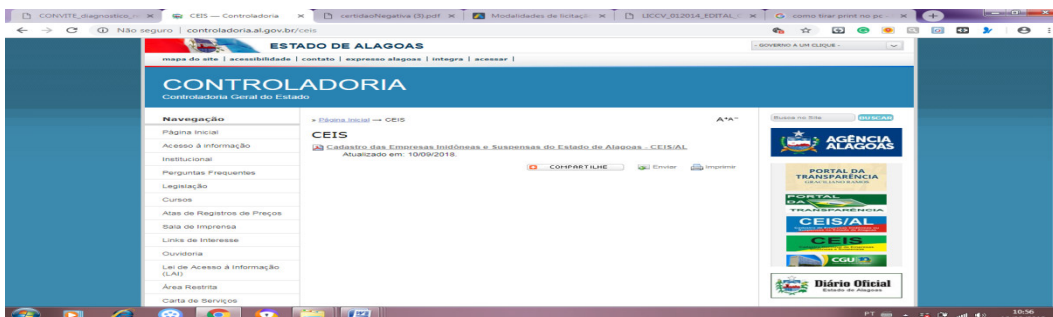 CONVITE_diagnostico_r
CEIS — Controladoria
certidaoNegativa (3).pdf
Modalidades de licitaçã
LICCV_012014_EDITAL_C
como tirar print no pc -
Não seguro | controladoria.al.gov.br/ceis
ESTADO DE ALAGOAS
- GOVERNO A UM CLIQUE -
mapa do site | acessibilidade | contato | expresso alagoas | integra | acessar |
CONTROLADORIA
Controladoria Geral do Estado
Navegação
Página Inicial
Acesso à informação
Institucional
Perguntas Frequentes
Legislação
Cursos
Atas de Registros de Preços
Sala de Imprensa
Links de Interesse
Ouvidoria
Lei de Acesso à Informação
(LAI)
Área Restrita
Carta de Serviços
» Página Inicial → CEIS
A+A-
CEIS
Cadastro das Empresas Inidôneas e Suspensas do Estado de Alagoas - CEIS/AL
Atualizado em: 10/09/2018.
COMPARTILHE
Enviar
Imprimir
Busca no Site
BUSCAR
AGÊNCIA
ALAGOAS
PORTAL DA
TRANSPARÊNCIA
GRACILIANO RAMOS
PORTAL
DA
TRANSPARÊNCIA
CEIS/AL
CEIS
CGU
Diário Oficial
Estado de Alagoas
PT
10:56